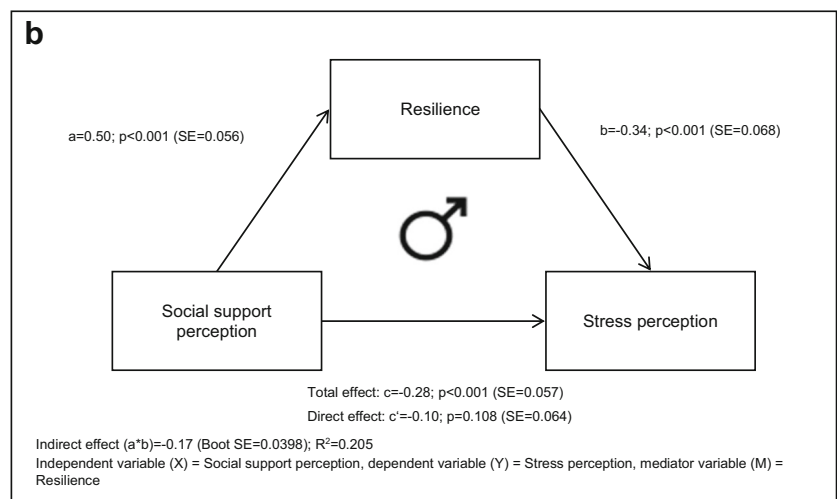 b
Resilience
a=0.50; p<0.001 (SE=0.056)
b=-0.34; p<0.001 (SE=0.068)
Social support
perception
Stress perception
Total effect: c=-0.28; p<0.001 (SE=0.057)
Direct effect: c‘=-0.10; p=0.108 (SE=0.064)
Indirect effect (a*b)=-0.17 (Boot SE=0.0398); R²=0.205
Independent variable (X) = Social support perception, dependent variable (Y) = Stress perception, mediator variable (M) =
Resilience